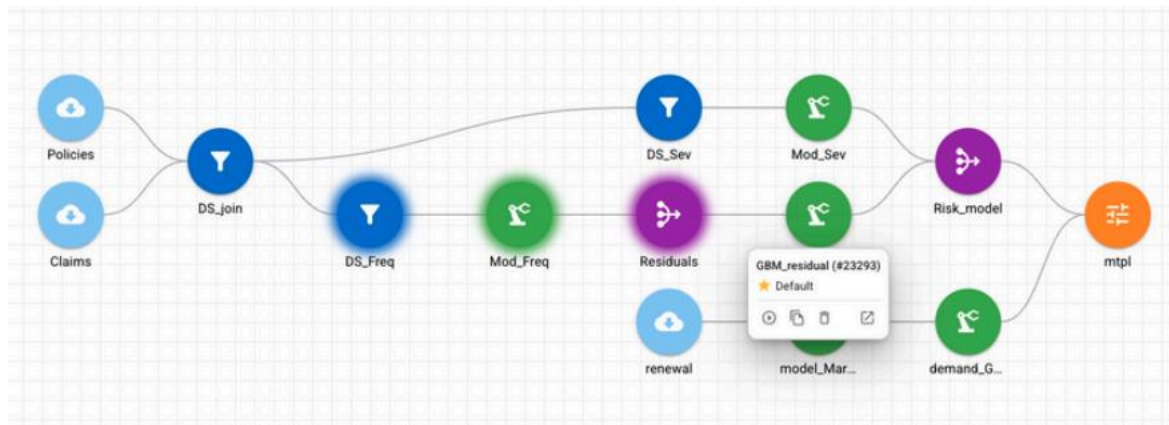 Policies
DS_Sev
Mod_Sev
DS_join
Risk_model
Claims
DS_Freq
Mod_Freq
Residuals
mtpl
GBM_residual (#23293)
Default
renewal
model_Mar...
demand_G...